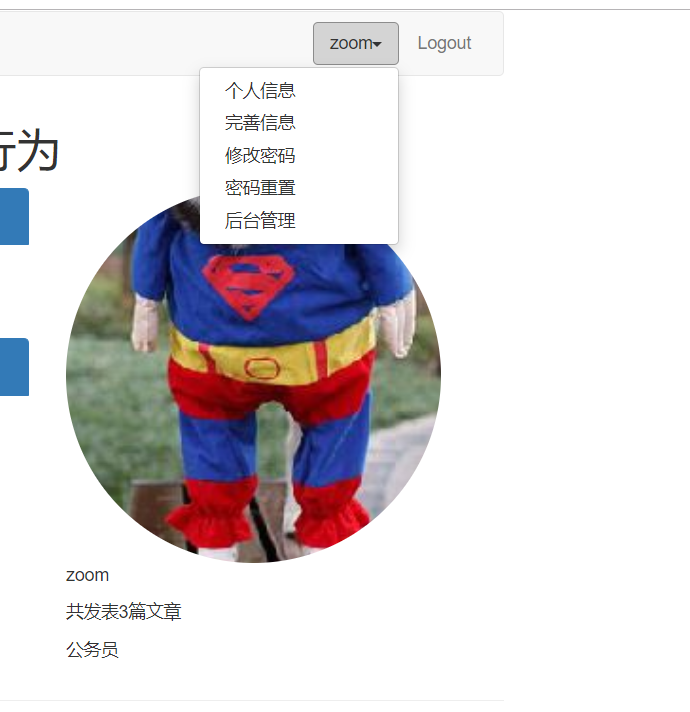 zoom Logout
个人信息
完善信息
修改密码
密码重置
后台管理
行为
zoom
共发表3篇文章
公务员